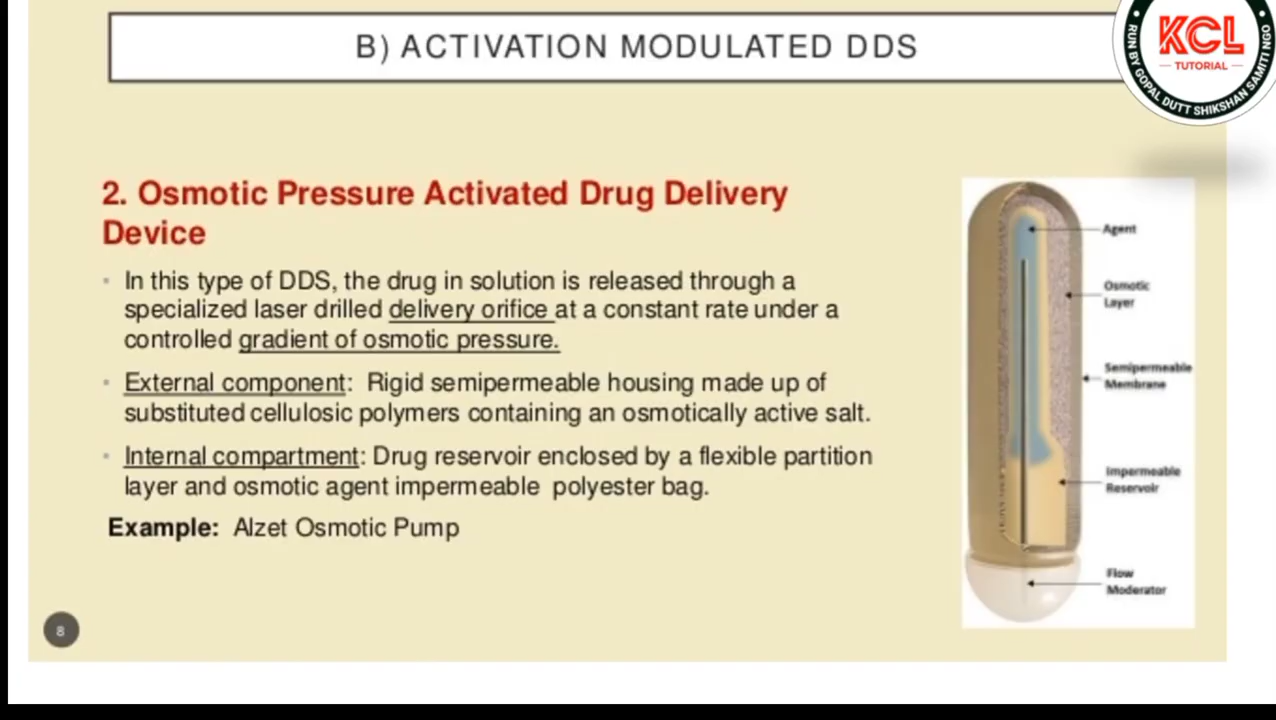 B) ACTIVATION MODULATED DDS
RUN BY GOPAL DUTT SHIKSHAN SAMITI NGO
KCL
TUTORIAL
2. Osmotic Pressure Activated Drug Delivery
Device
In this type of DDS, the drug in solution is released through a
specialized laser drilled delivery orifice at a constant rate under a
controlled gradient of osmotic pressure.
External component: Rigid semipermeable housing made up of
substituted cellulosic polymers containing an osmotically active salt.
Internal compartment: Drug reservoir enclosed by a flexible partition
layer and osmotic agent impermeable polyester bag.
Example: Alzet Osmotic Pump
Agent
Osmotic
Layer
Semipermeable
Membrane
Impermeable
Reservoir
Flow
Moderator
8